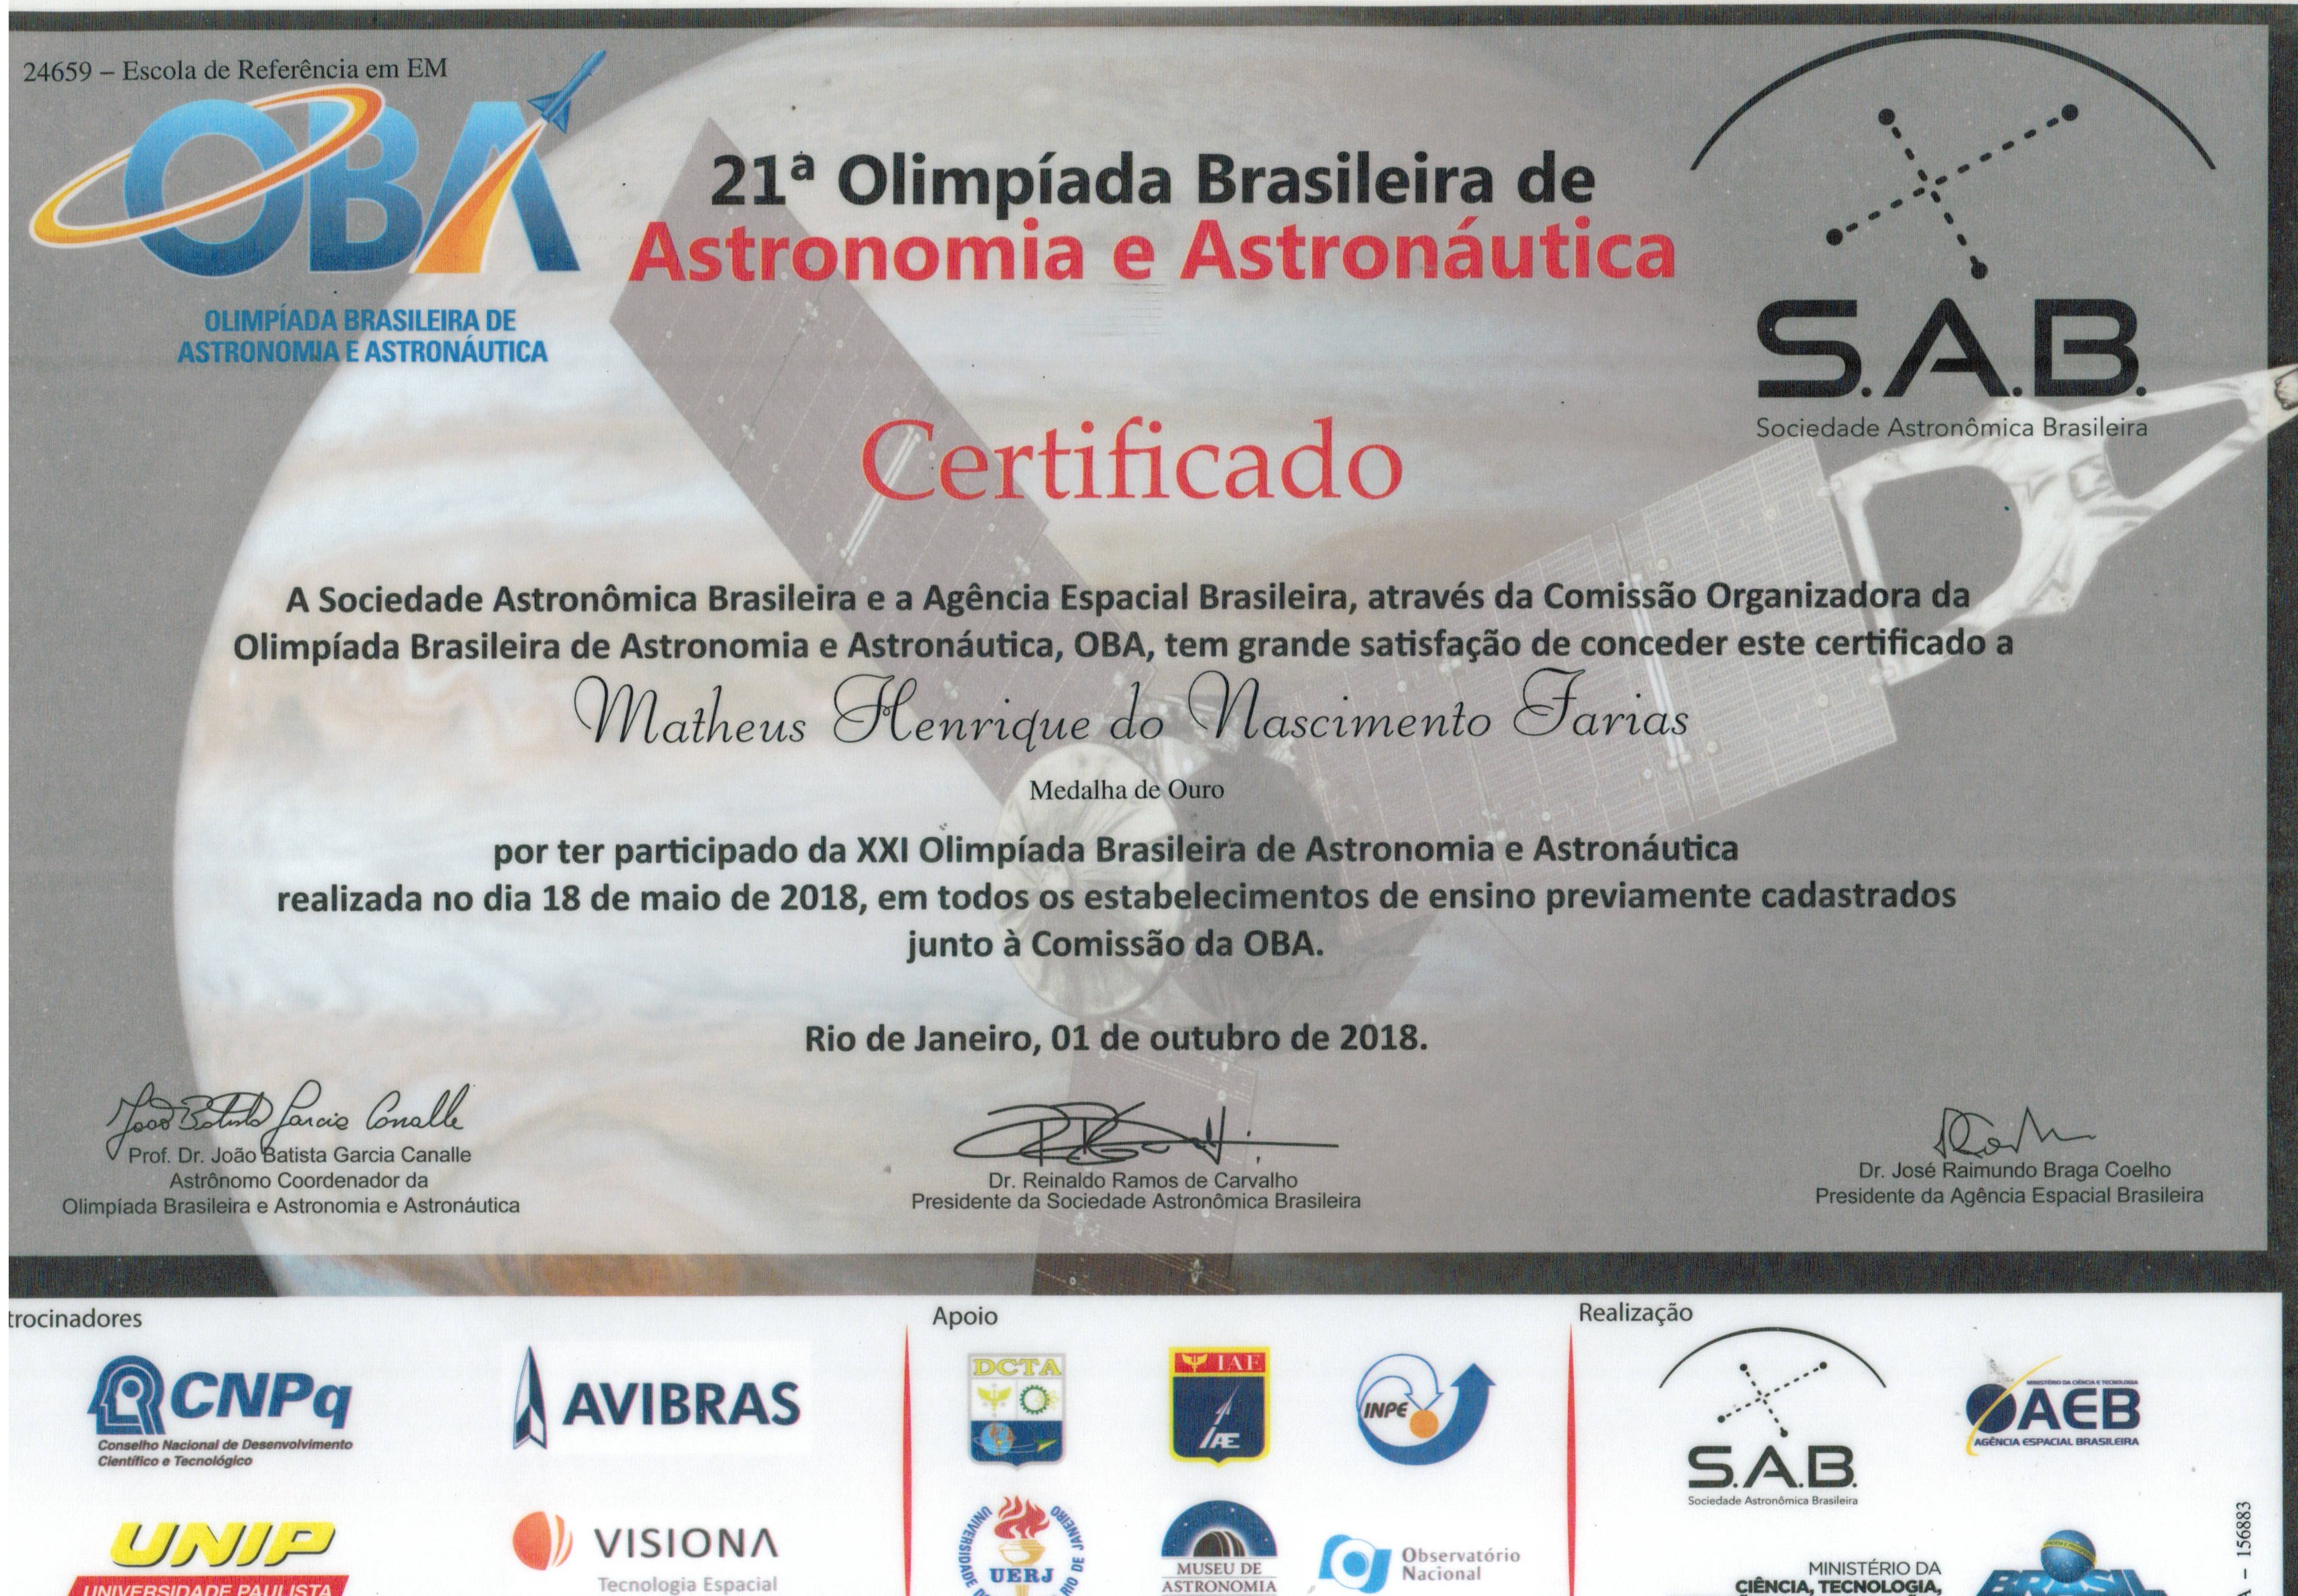 24659 – Escola de Referência em EM
OBA
OLIMPÍADA BRASILEIRA DE
ASTRONOMIA E ASTRONÁUTICA
21ª Olimpíada Brasileira de
Astronomia e Astronáutica
S.A.B.
Sociedade Astronômica Brasileira
Certificado
A Sociedade Astronômica Brasileira e a Agência Espacial Brasileira, através da Comissão Organizadora da
Olimpíada Brasileira de Astronomia e Astronáutica, OBA, tem grande satisfação de conceder este certificado a
Matheus Henrique do Nascimento Farias
Medalha de Ouro
por ter participado da XXI Olimpíada Brasileira de Astronomia e Astronáutica
realizada no dia 18 de maio de 2018, em todos os estabelecimentos de ensino previamente cadastrados
junto à Comissão da OBA.
Rio de Janeiro, 01 de outubro de 2018.
João Batista Garcia Canalle
Prof. Dr. João Batista Garcia Canalle
Astrônomo Coordenador da
Olimpíada Brasileira e Astronomia e Astronáutica
Dr. Reinaldo Ramos de Carvalho
Presidente da Sociedade Astronômica Brasileira
Dr. José Raimundo Braga Coelho
Presidente da Agência Espacial Brasileira
trocinadores
CNPq
Conselho Nacional de Desenvolvimento
Científico e Tecnológico
AVIBRAS
UNIP
UNIVERSIDADE PAULISTA
VISIONA
Tecnologia Espacial
Apoio
DCTA
IAE
IAE
INPE
UERJ
MUSEU DE
ASTRONOMIA
Observatório
Nacional
Realização
S.A.B.
Sociedade Astronômica Brasileira
MINISTÉRIO DA CIÊNCIA E TECNOLOGIA
AEB
AGÊNCIA ESPACIAL BRASILEIRA
MINISTÉRIO DA
CIÊNCIA, TECNOLOGIA,
BRASIL
– 156883